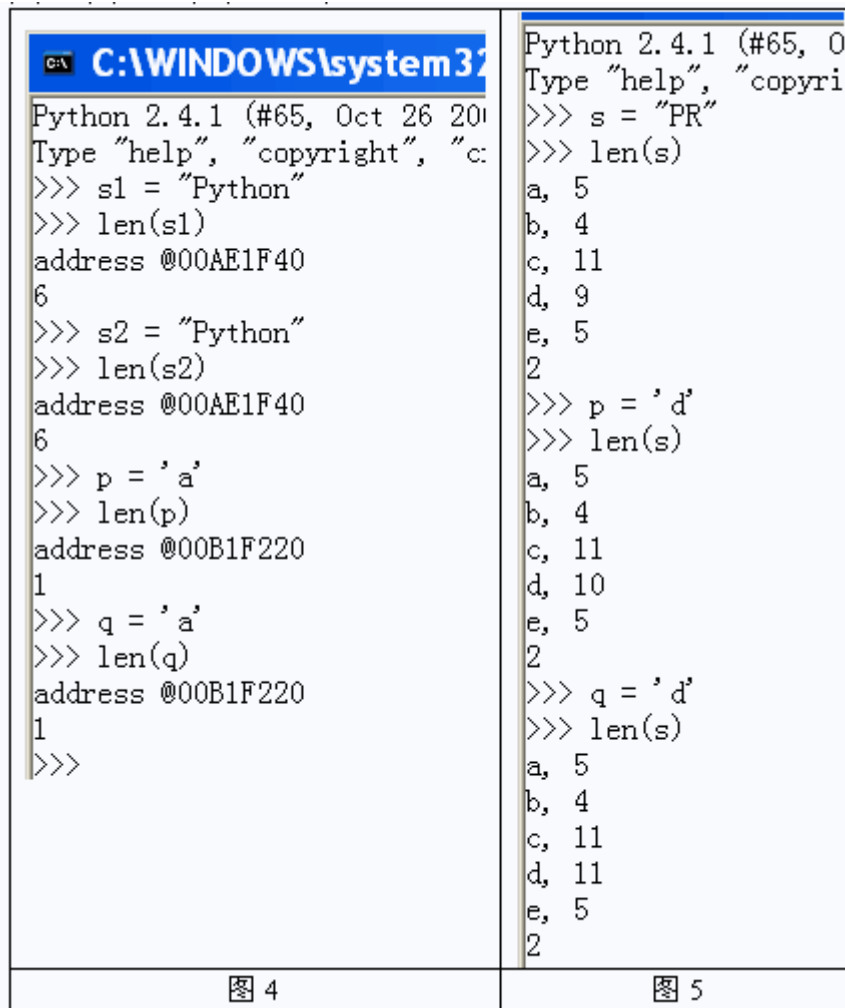 C:\WINDOWS\system32
Python 2.4.1 (#65, Oct 26 20
Type "help", "copyright", "c
>>> s1 = "Python"
>>> len(s1)
address @00AE1F40
6
>>> s2 = "Python"
>>> len(s2)
address @00AE1F40
6
>>> p = 'a'
>>> len(p)
address @00B1F220
1
>>> q = 'a'
>>> len(q)
address @00B1F220
1
>>>
图 4
Python 2.4.1 (#65, O
Type "help", "copyri
>>> s = "PR"
>>> len(s)
a, 5
b, 4
c, 11
d, 9
e, 5
2
>>> p = 'd'
>>> len(s)
a, 5
b, 4
c, 11
d, 10
e, 5
2
>>> q = 'd'
>>> len(s)
a, 5
b, 4
c, 11
d, 11
e, 5
2
图 5